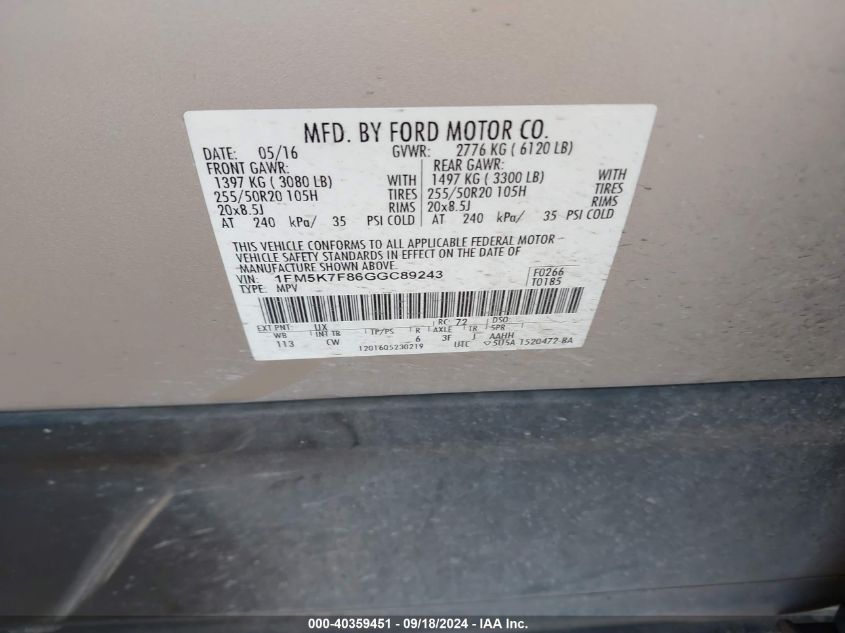 MFD. BY FORD MOTOR CO.
DATE: 05/16 GVWR: 2776 KG ( 6120 LB)
FRONT GAWR: REAR GAWR:
1397 KG ( 3080 LB) WITH 1497 KG ( 3300 LB) WITH
255/50R20 105H TIRES 255/50R20 105H TIRES
20x8.5J RIMS 20x8.5J RIMS
AT 240 kPa/ 35 PSI COLD AT 240 kPa/ 35 PSI COLD
THIS VEHICLE CONFORMS TO ALL APPLICABLE FEDERAL MOTOR
VEHICLE SAFETY STANDARDS IN EFFECT ON THE DATE OF
MANUFACTURE SHOWN ABOVE.
VIN: 1FM5K7F86GGC89243 F0266
TYPE: MPV T0185
EXT PNT: UX RC: 72 DSO:
WB INT TR TP/PS R AXLE TR SPR
113 CW 6 3F J AAHH
1201605230219 UTC 5U5A 1520472-BA
000-40359451 - 09/18/2024 - IAA Inc.